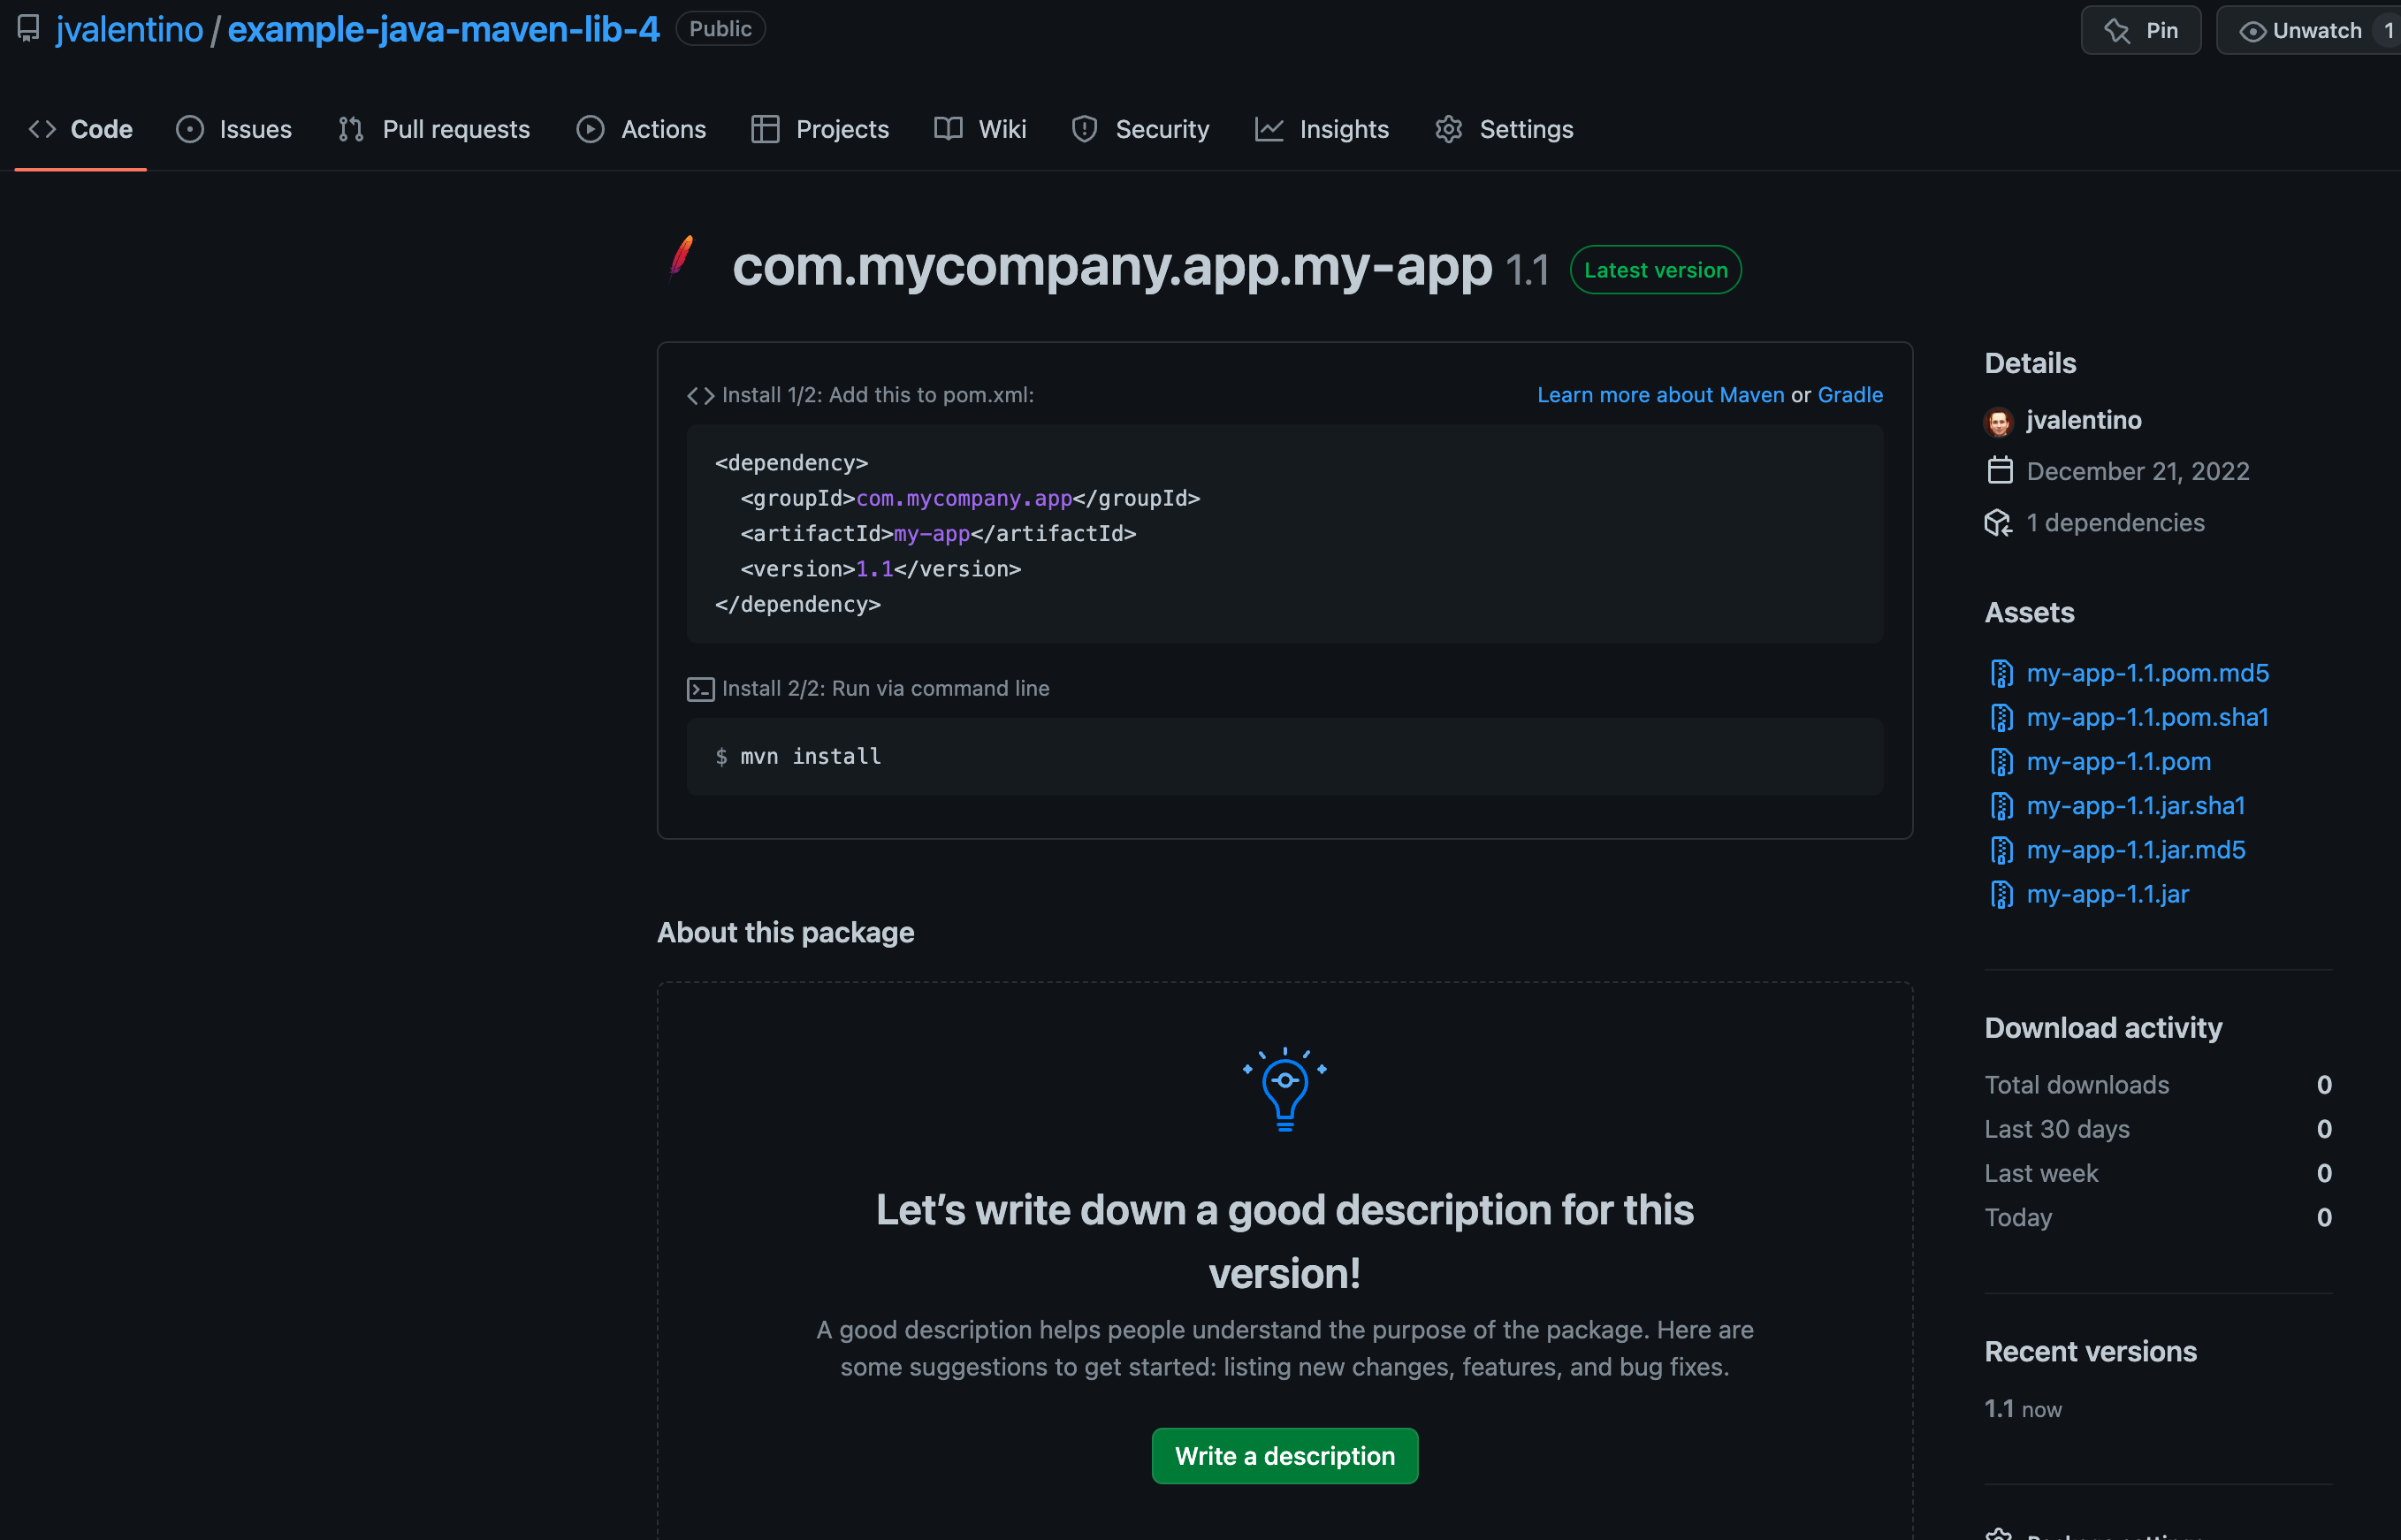 jvalentino / example-java-maven-lib-4 Public
Pin
Unwatch 1
Code Issues Pull requests Actions Projects Wiki Security Insights Settings
com.mycompany.app.my-app 1.1 Latest version
Install 1/2: Add this to pom.xml:
Learn more about Maven or Gradle
<dependency>
  <groupId>com.mycompany.app</groupId>
  <artifactId>my-app</artifactId>
  <version>1.1</version>
</dependency>
Install 2/2: Run via command line
$ mvn install
About this package
Let’s write down a good description for this
version!
A good description helps people understand the purpose of the package. Here are
some suggestions to get started: listing new changes, features, and bug fixes.
Write a description
Details
jvalentino
December 21, 2022
1 dependencies
Assets
my-app-1.1.pom.md5
my-app-1.1.pom.sha1
my-app-1.1.pom
my-app-1.1.jar.sha1
my-app-1.1.jar.md5
my-app-1.1.jar
Download activity
Total downloads 0
Last 30 days 0
Last week 0
Today 0
Recent versions
1.1 now